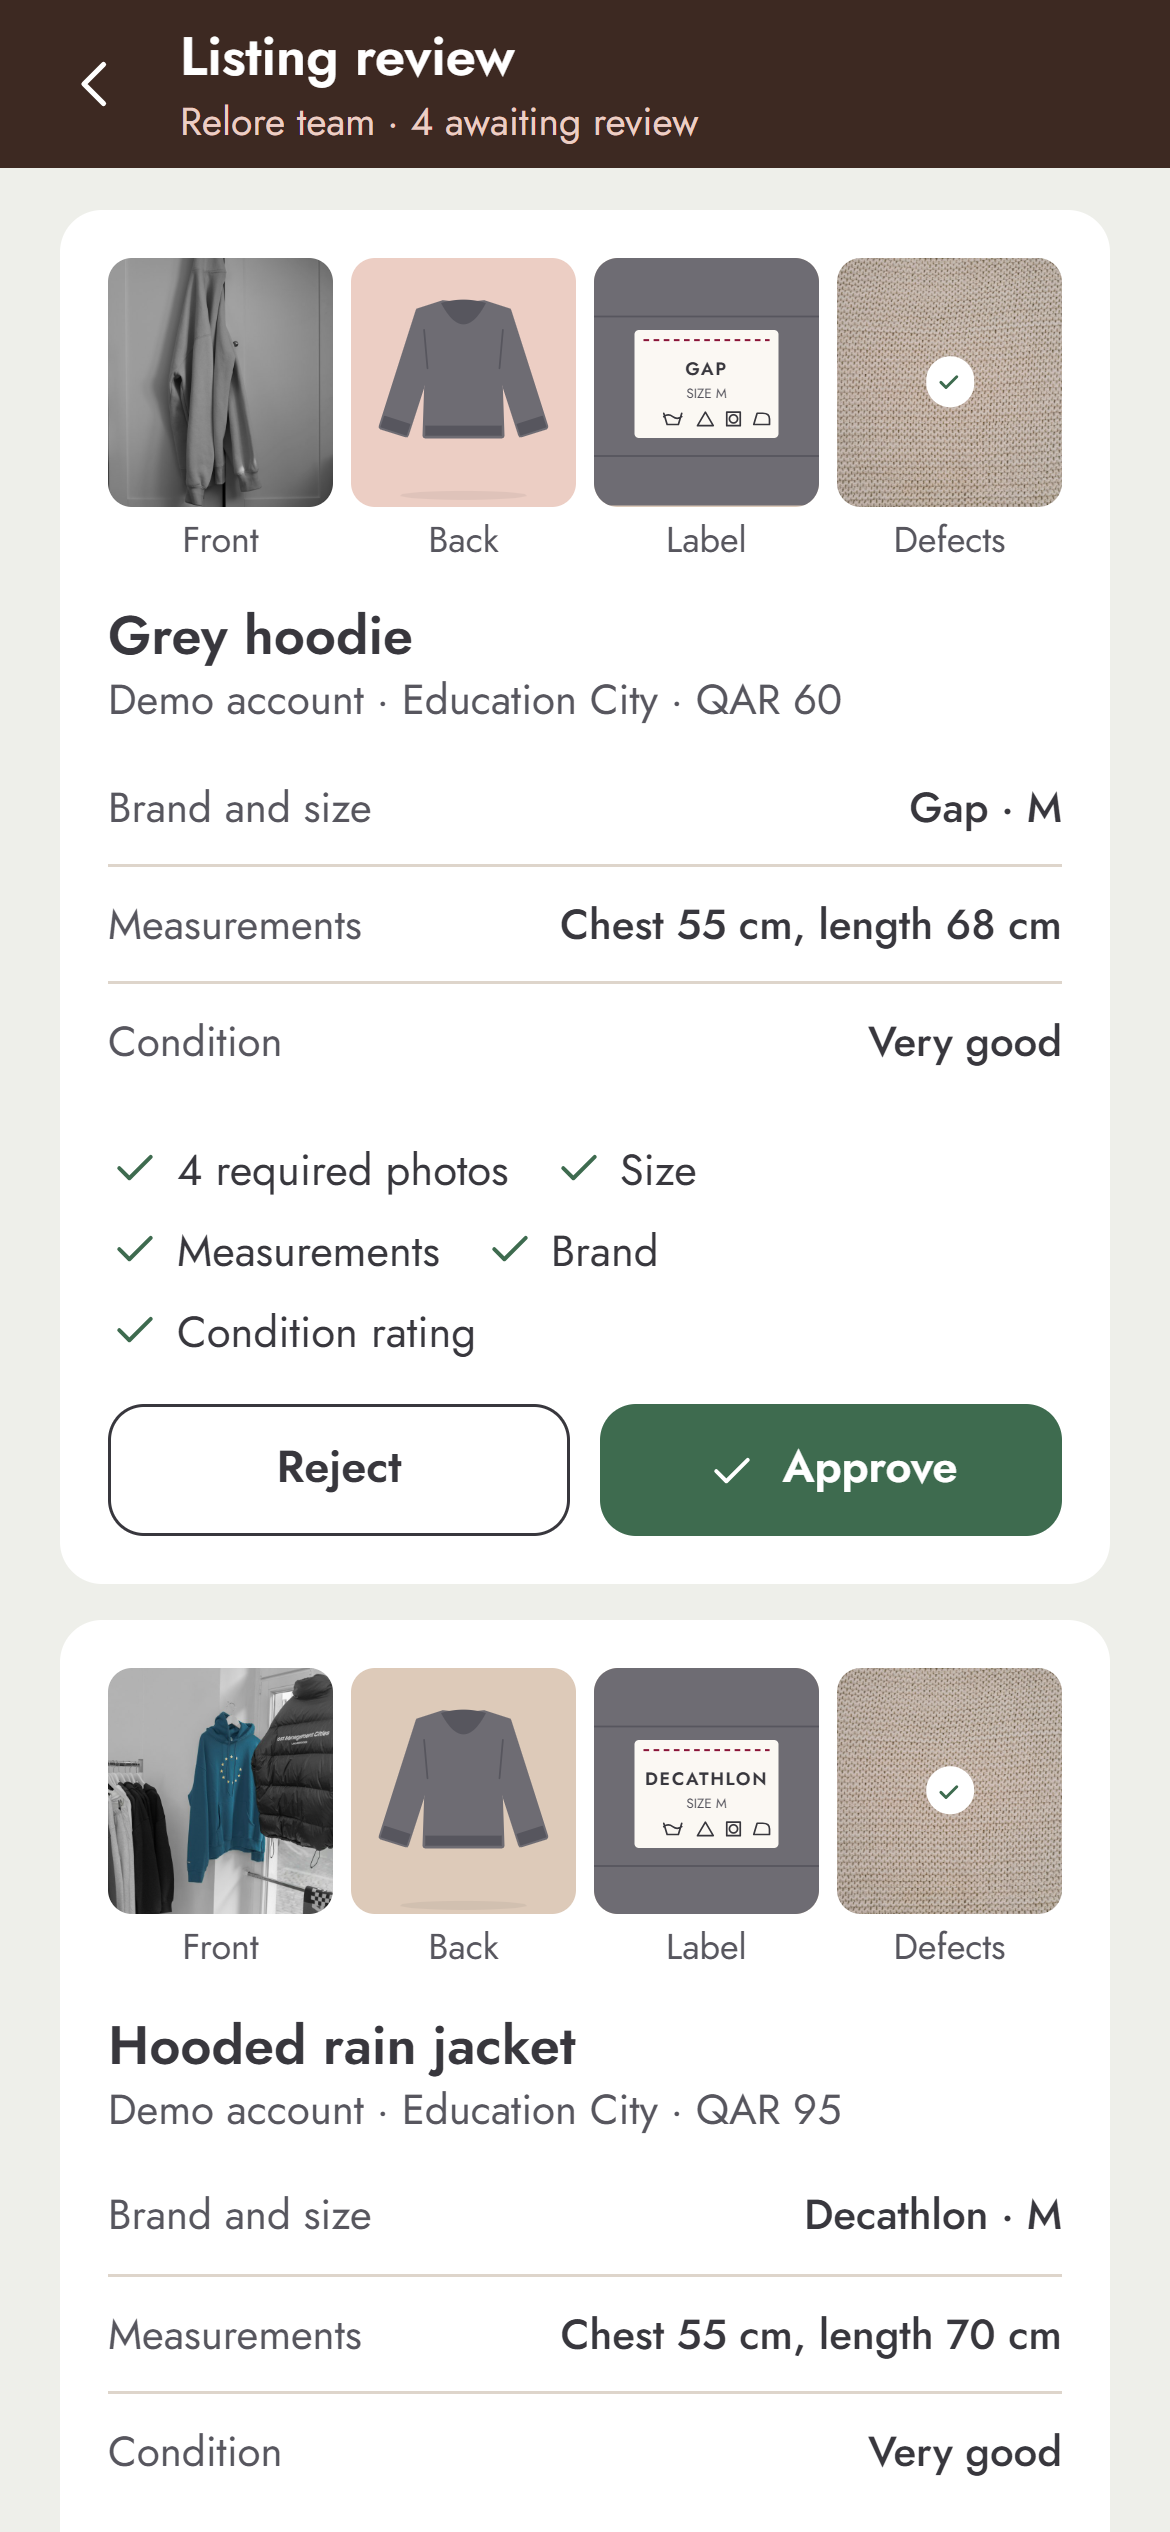 Listing review
Relore team · 4 awaiting review
GAP
SIZE M
Front Back Label Defects
Grey hoodie
Demo account · Education City · QAR 60
Brand and size Gap · M
Measurements Chest 55 cm, length 68 cm
Condition Very good
4 required photos Size
Measurements Brand
Condition rating
Reject Approve
DECATHLON
SIZE M
Front Back Label Defects
Hooded rain jacket
Demo account · Education City · QAR 95
Brand and size Decathlon · M
Measurements Chest 55 cm, length 70 cm
Condition Very good